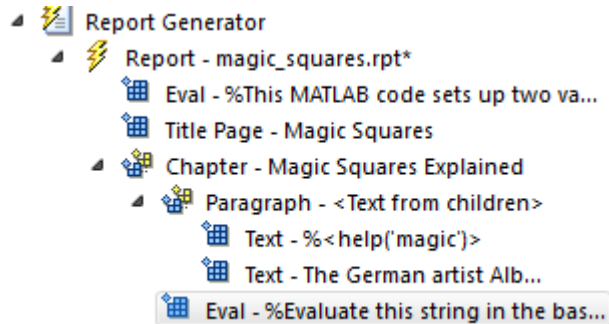 Report Generator
Report - magic_squares.rpt*
Eval - %This MATLAB code sets up two va...
Title Page - Magic Squares
Chapter - Magic Squares Explained
Paragraph - <Text from children>
Text - %<help('magic')>
Text - The German artist Alb...
Eval - %Evaluate this string in the bas...